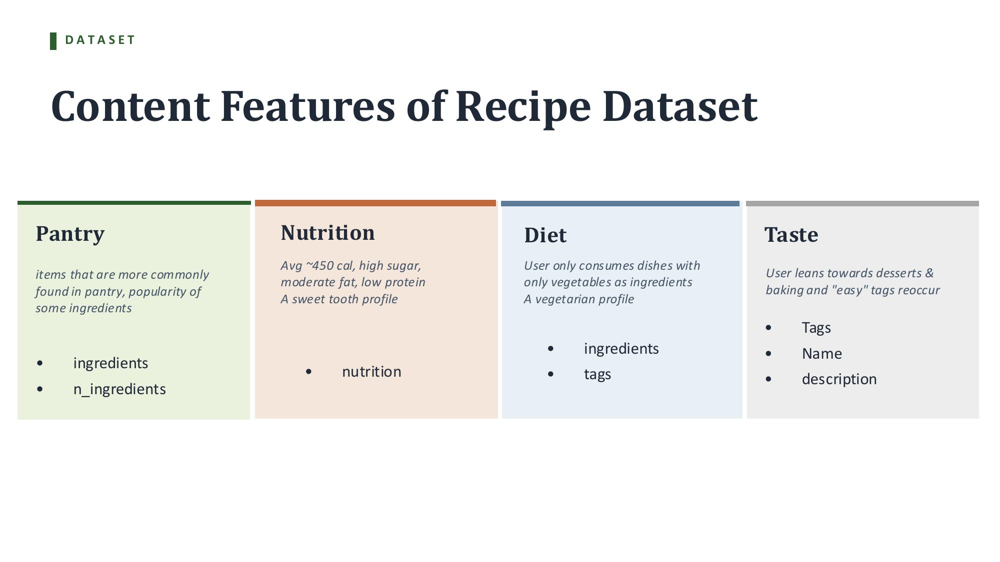 DATASET
Content Features of Recipe Dataset
Pantry
items that are more commonly
found in pantry, popularity of
some ingredients
• ingredients
• n_ingredients
Nutrition
Avg ~450 cal, high sugar,
moderate fat, low protein
A sweet tooth profile
• nutrition
Diet
User only consumes dishes with
only vegetables as ingredients
A vegetarian profile
• ingredients
• tags
Taste
User leans towards desserts &
baking and "easy" tags reoccur
• Tags
• Name
• description